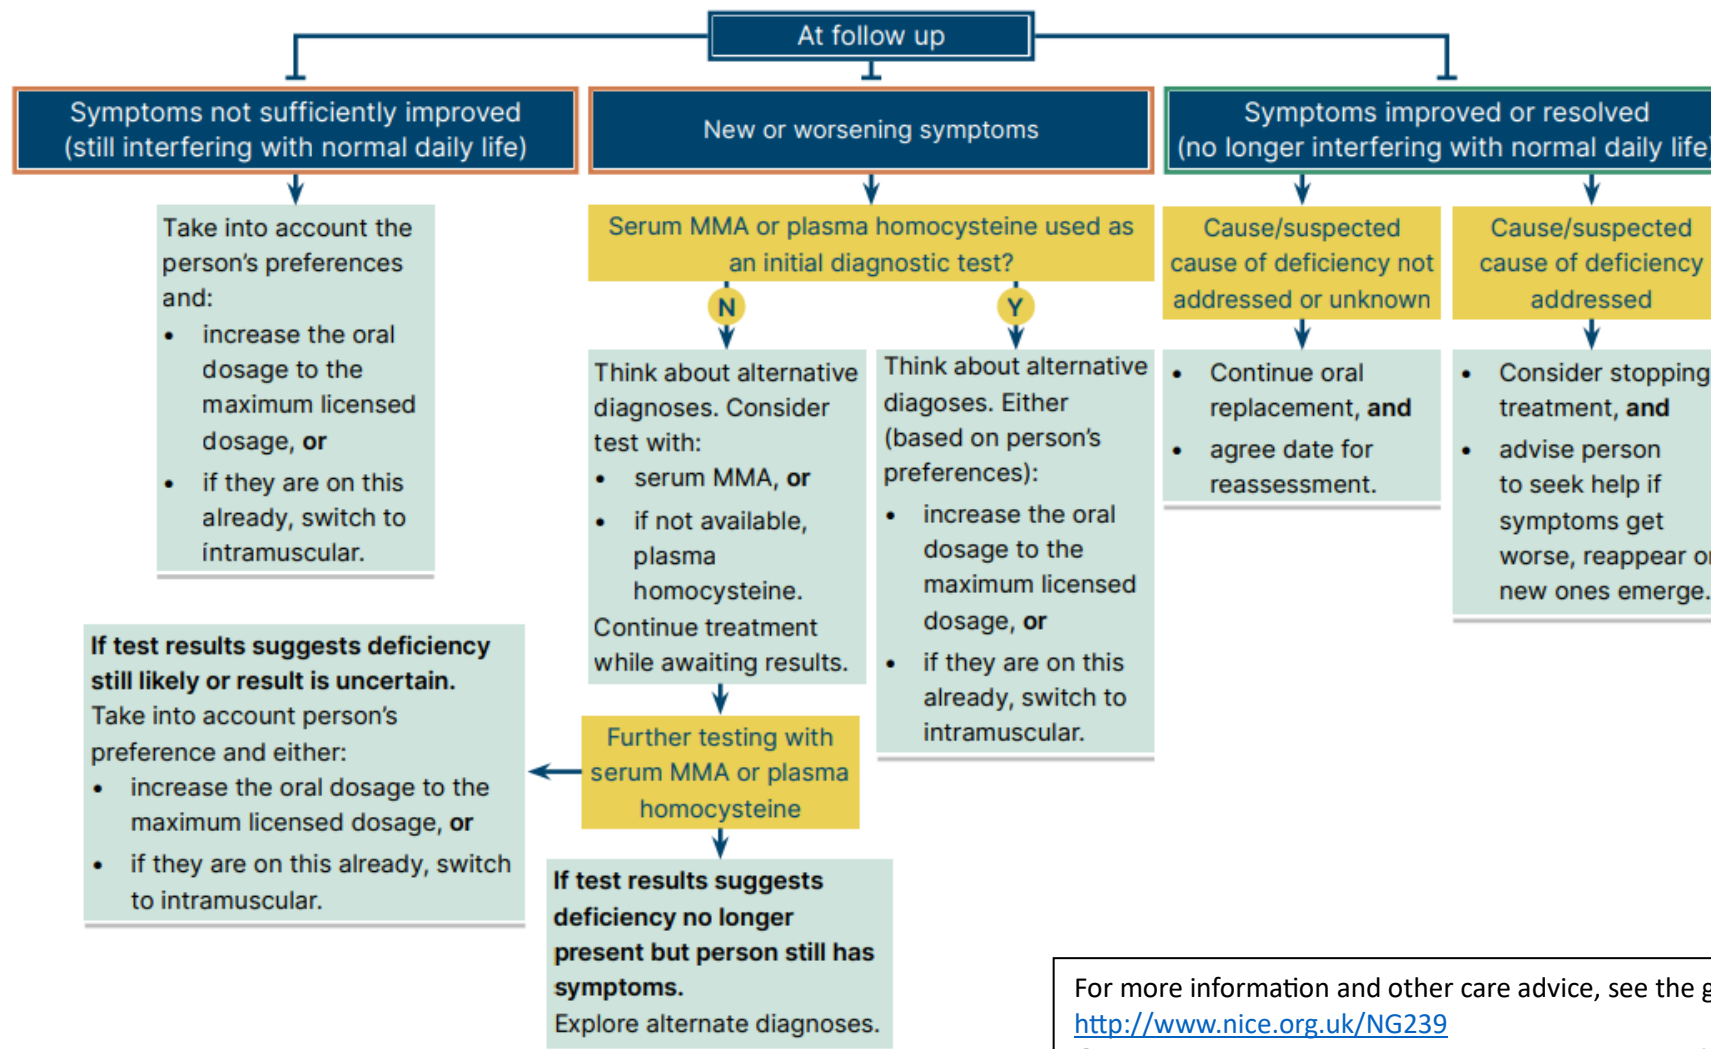 At follow up
Symptoms not sufficiently improved
(still interfering with normal daily life)
Take into account the
person's preferences
and:
• increase the oral
dosage to the
maximum licensed
dosage, or
• if they are on this
already, switch to
intramuscular.
New or worsening symptoms
Serum MMA or plasma homocysteine used as
an initial diagnostic test?
N
Think about alternative
diagnoses. Consider
test with:
• serum MMA, or
• if not available,
plasma
homocysteine.
Continue treatment
while awaiting results.
Further testing with
serum MMA or plasma
homocysteine
If test results suggests deficiency
still likely or result is uncertain.
Take into account person's
preference and either:
• increase the oral dosage to the
maximum licensed dosage, or
• if they are on this already, switch
to intramuscular.
If test results suggests
deficiency no longer
present but person still has
symptoms.
Explore alternate diagnoses.
Y
Think about alternative
diagoses. Either
(based on person's
preferences):
• increase the oral
dosage to the
maximum licensed
dosage, or
• if they are on this
already, switch to
intramuscular.
Symptoms improved or resolved
(no longer interfering with normal daily life)
Cause/suspected
cause of deficiency not
addressed or unknown
• Continue oral
replacement, and
• agree date for
reassessment.
Cause/suspected
cause of deficiency
addressed
• Consider stopping
treatment, and
• advise person
to seek help if
symptoms get
worse, reappear or
new ones emerge.
For more information and other care advice, see the
http://www.nice.org.uk/NG239